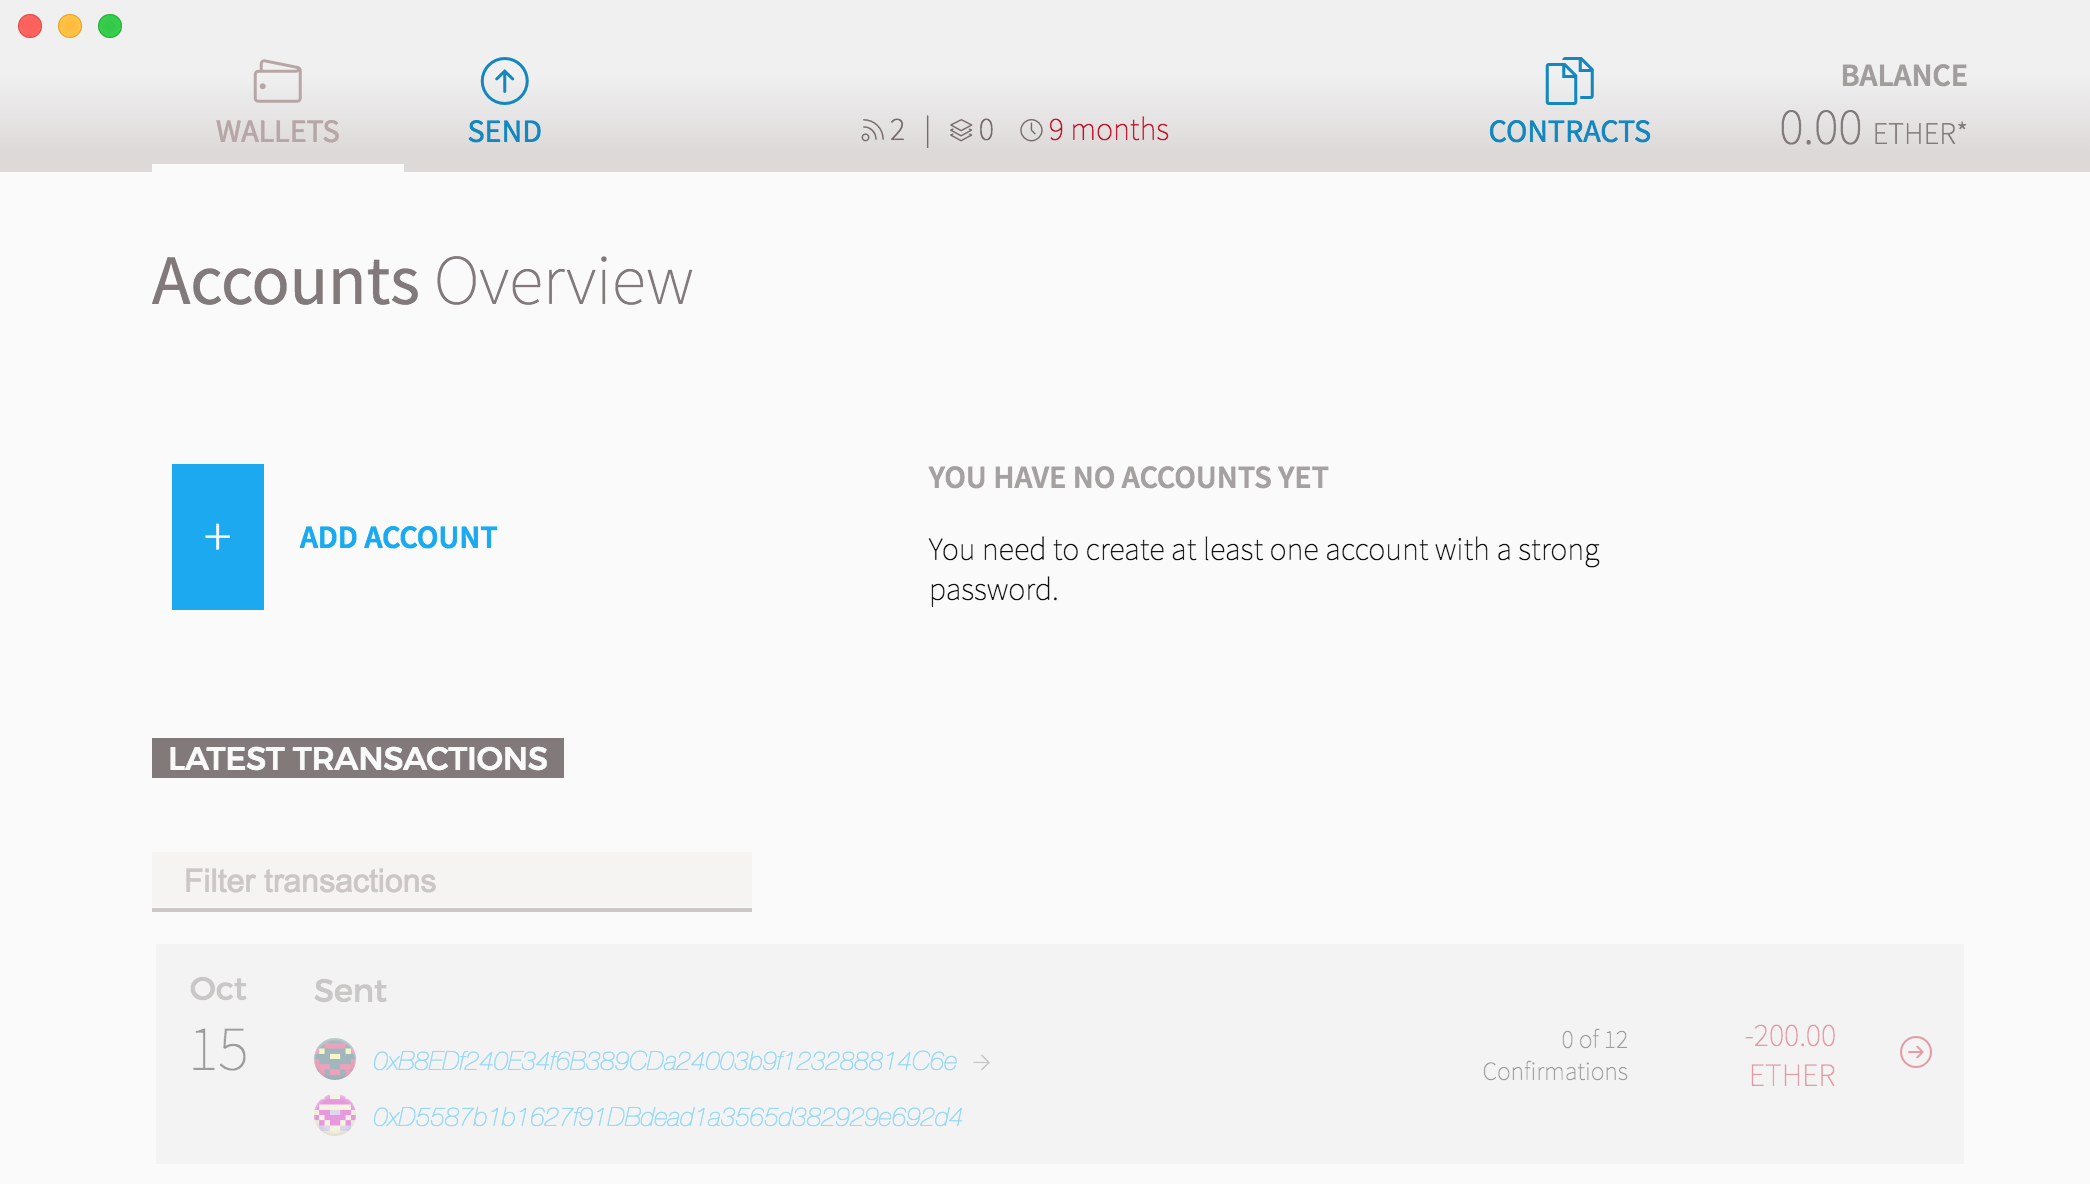 WALLETS
SEND
2 | 0 9 months
CONTRACTS
BALANCE
0.00 ETHER*
Accounts Overview
ADD ACCOUNT
YOU HAVE NO ACCOUNTS YET
You need to create at least one account with a strong
password.
LATEST TRANSACTIONS
Filter transactions
Oct
15
Sent
0xB8EDf240E34f6B389CDa24003b9f123288814C6e
0xD5587b1b1627f91DBdead1a3565d382929e692d4
0 of 12
Confirmations
-200.00
ETHER